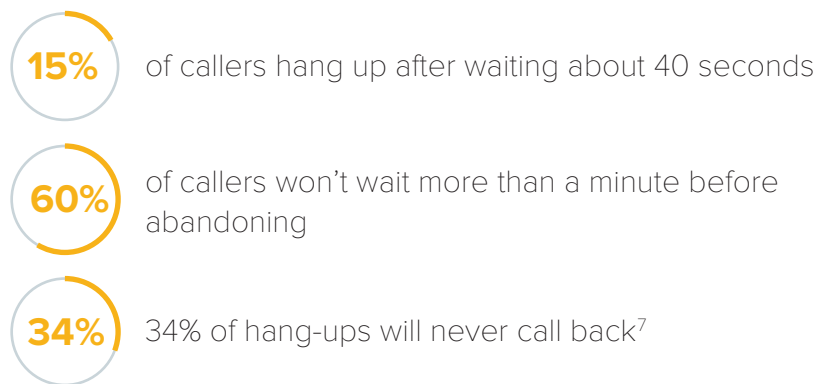 15%
of callers hang up after waiting about 40 seconds
60%
of callers won’t wait more than a minute before
abandoning
34%
34% of hang-ups will never call back⁷